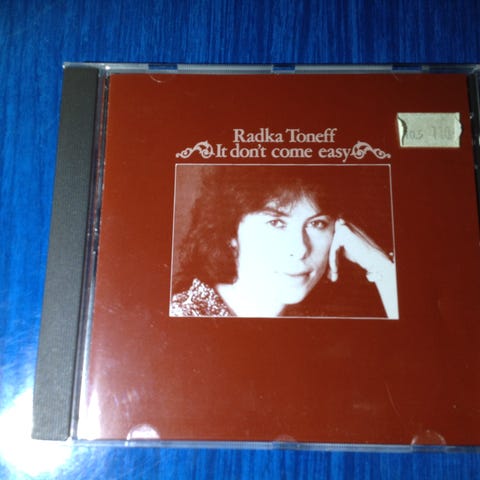 Radka Toneff
It don't come easy